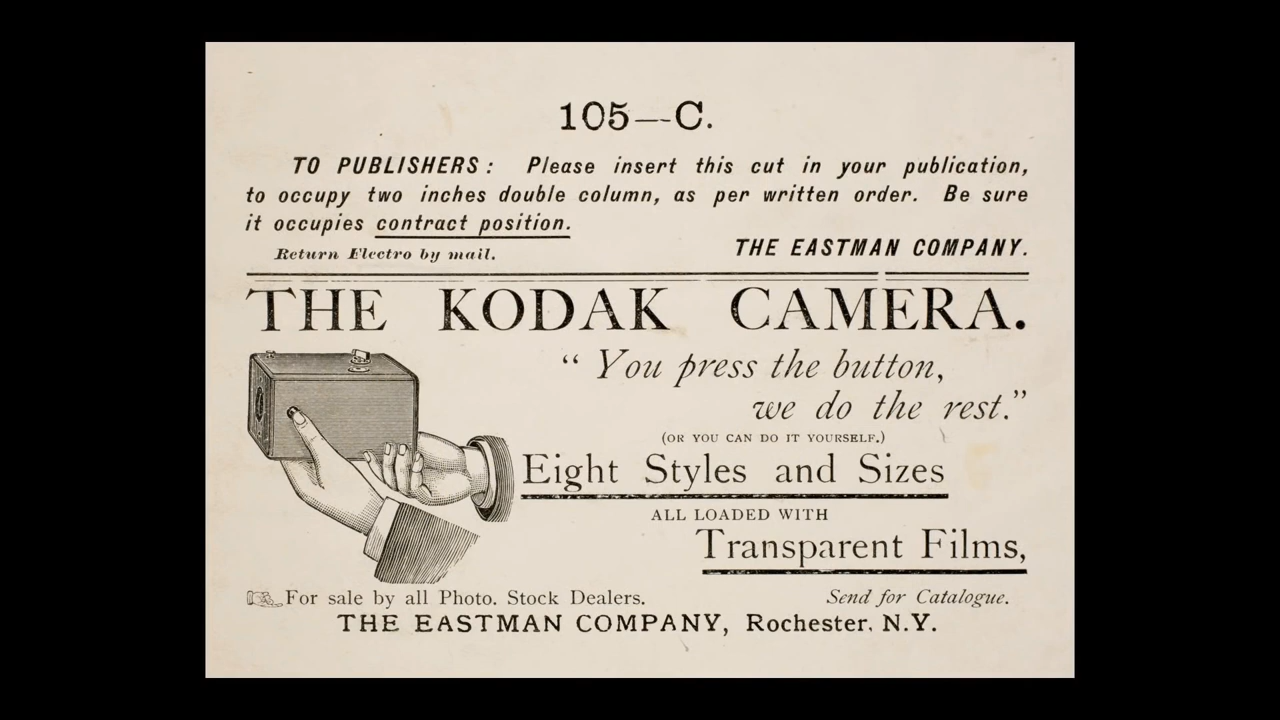 105—C.
TO PUBLISHERS: Please insert this cut in your publication,
to occupy two inches double column, as per written order. Be sure
it occupies contract position.
Return Electro by mail.
THE EASTMAN COMPANY.
THE KODAK CAMERA.
“ You press the button,
we do the rest.”
(OR YOU CAN DO IT YOURSELF.)
Eight Styles and Sizes
ALL LOADED WITH
Transparent Films,
For sale by all Photo. Stock Dealers.
Send for Catalogue.
THE EASTMAN COMPANY, Rochester, N.Y.